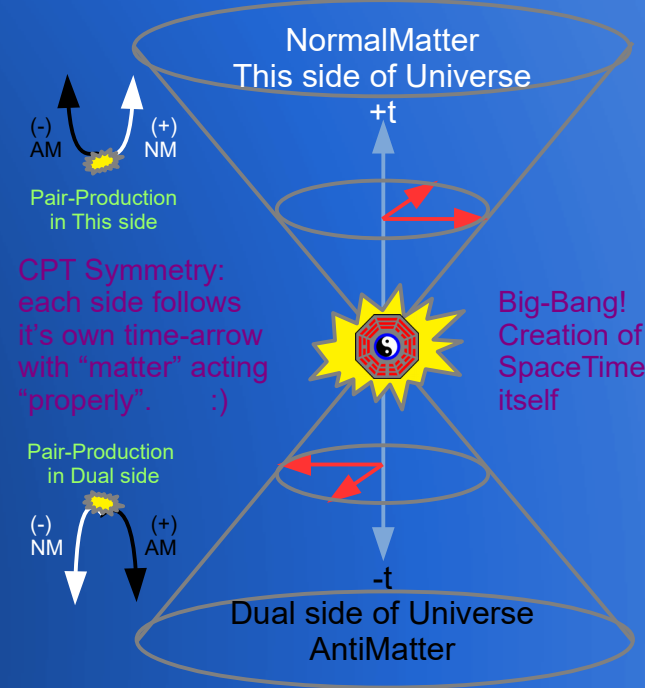 NormalMatter
This side of Universe
+t
(-)
AM
(+)
NM
Pair-Production
in This side
CPT Symmetry:
each side follows
it's own time-arrow
with “matter” acting
“properly”. :)
Big-Bang!
Creation of
SpaceTime
itself
Pair-Production
in Dual side
(-)
NM
(+)
AM
-t
Dual side of Universe
AntiMatter